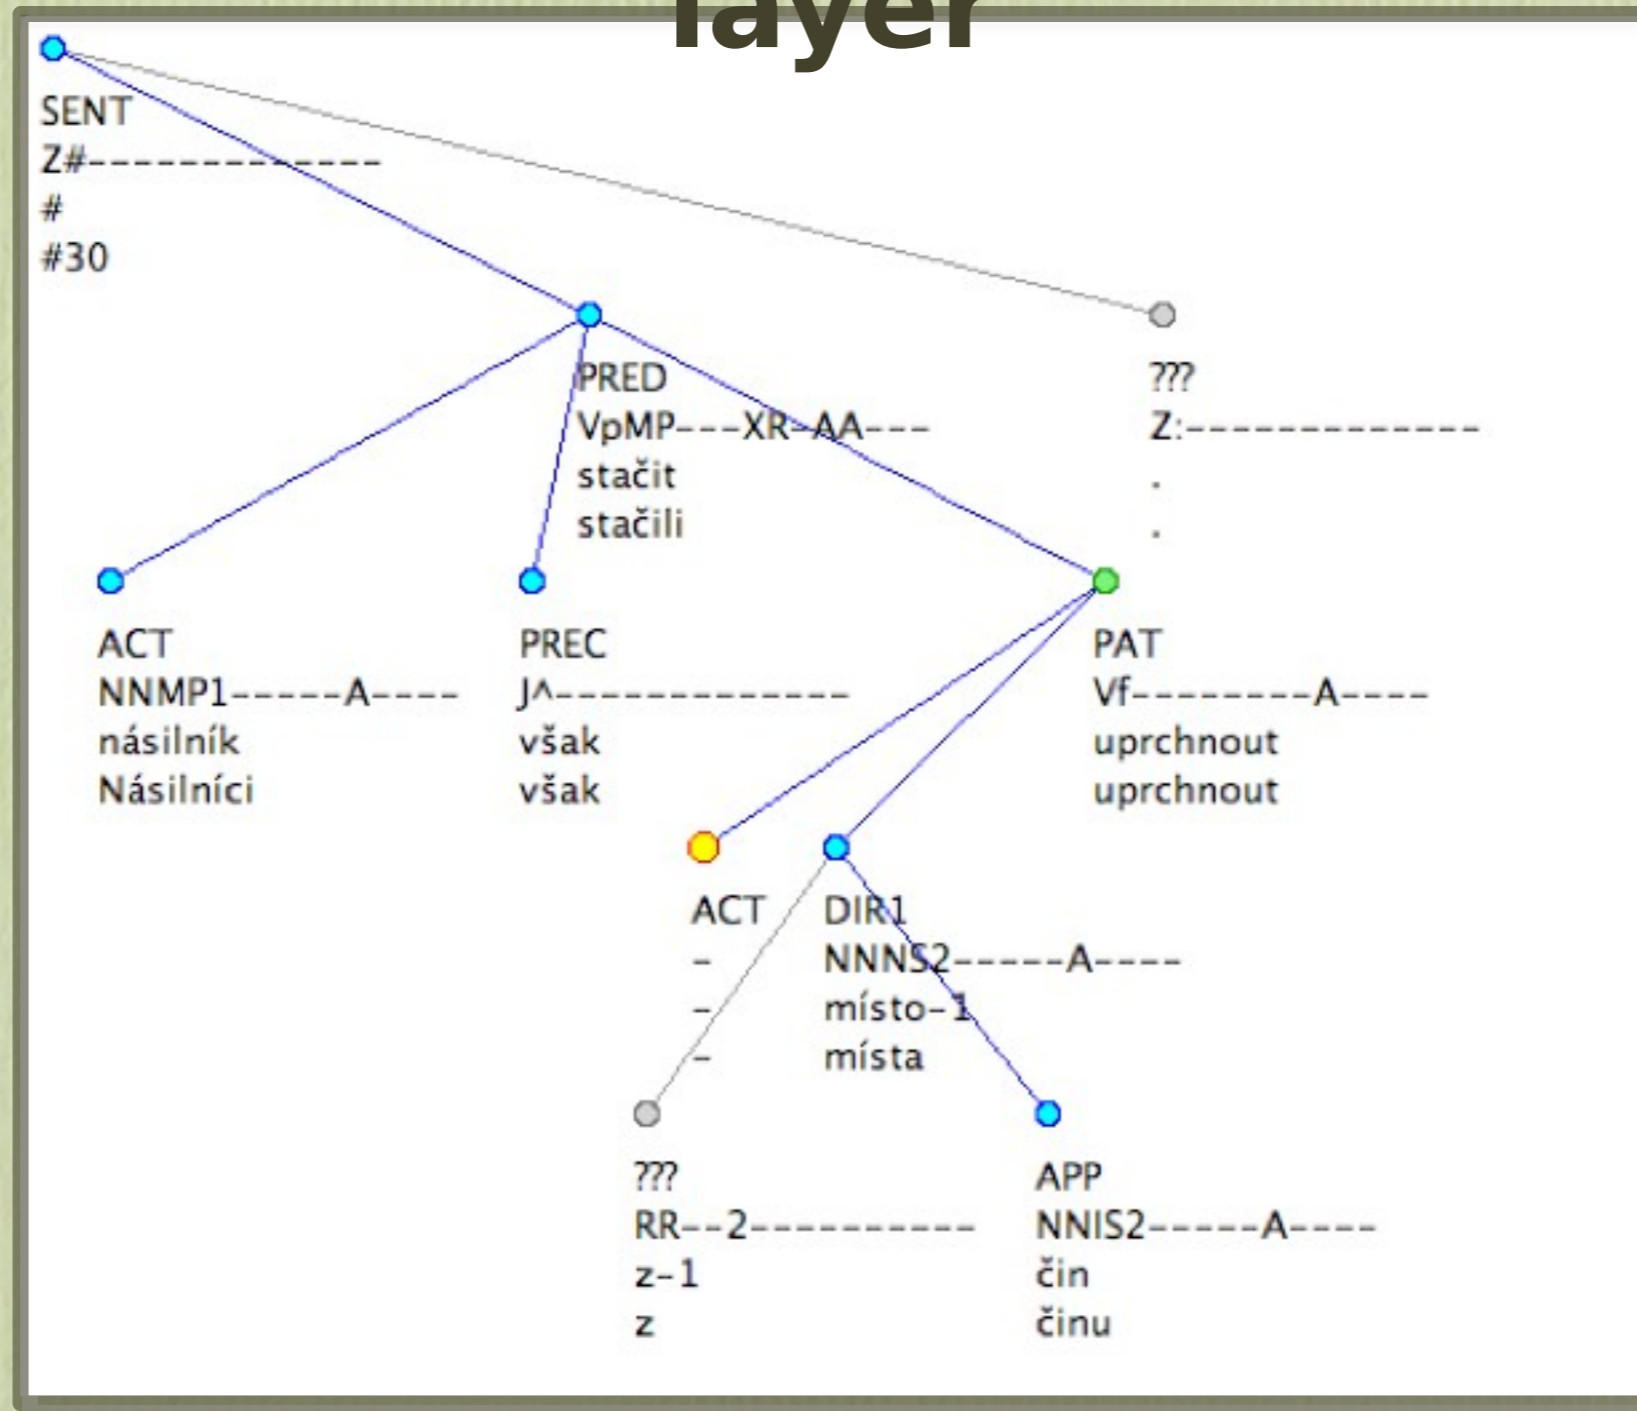 layer
SENT
Z#-------------
#
#30
PRED
VpMP---XR-AA---
stačit
stačili
???
Z:-------------
.
.
ACT
NNMP1-----A----
násilník
Násilníci
PREC
J^-------------
však
však
PAT
Vf--------A----
uprchnout
uprchnout
ACT
-
-
-
DIR1
NNNS2-----A----
místo-1
místa
???
RR--2----------
z-1
z
APP
NNIS2-----A----
čin
činu